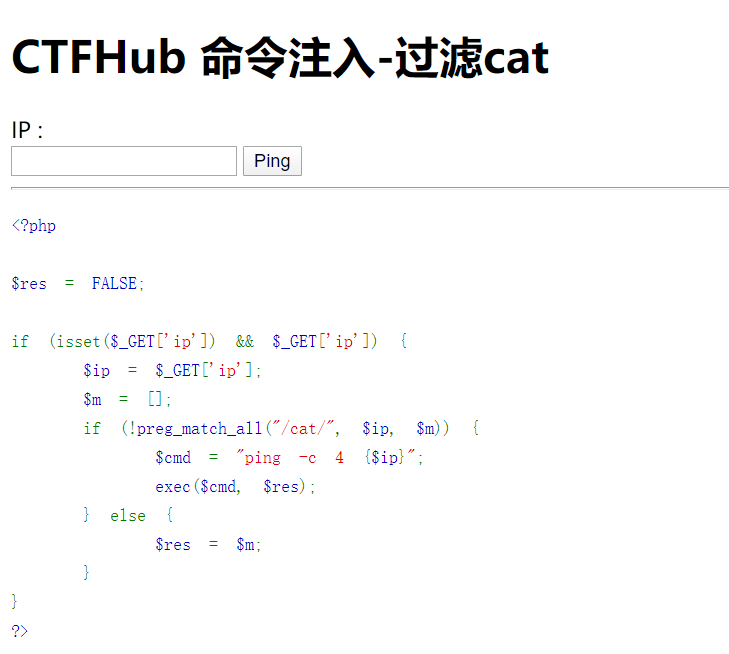 CTFHub 命令注入-过滤cat
IP :
Ping
<?php
$res = FALSE;
if (isset($_GET['ip']) && $_GET['ip']) {
$ip = $_GET['ip'];
$m = [];
if (!preg_match_all("/cat/", $ip, $m)) {
$cmd = "ping -c 4 {$ip}";
exec($cmd, $res);
} else {
$res = $m;
}
}
?>